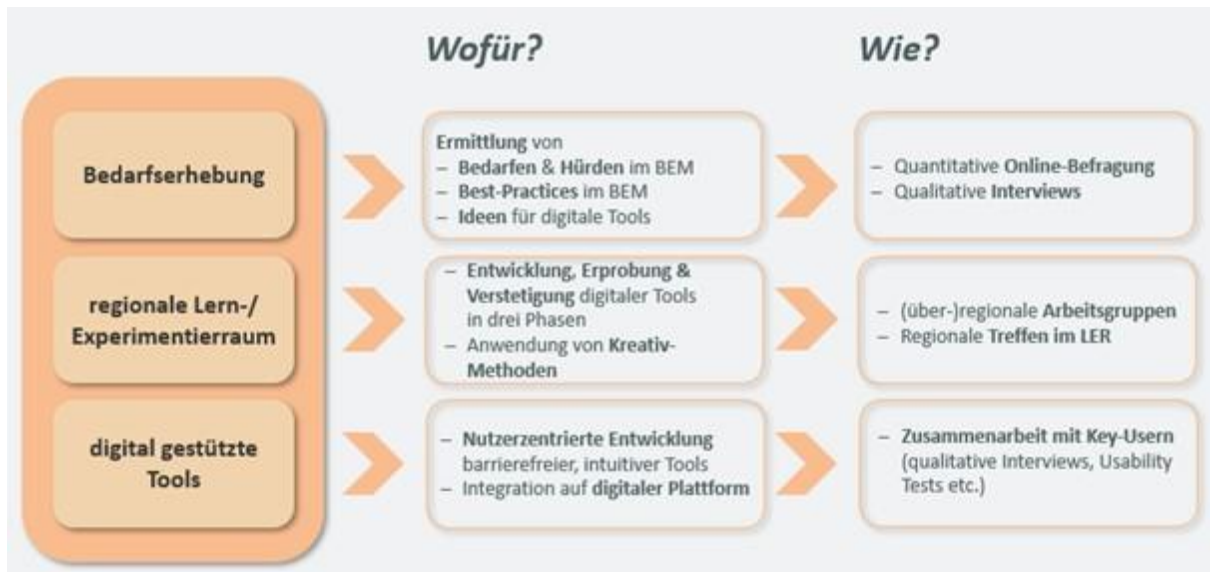 Wofür?
Wie?
Bedarfserhebung
Ermittlung von
– Bedarfen & Hürden im BEM
– Best-Practices im BEM
– Ideen für digitale Tools
– Quantitative Online-Befragung
– Qualitative Interviews
regionale Lern-/
Experimentierraum
– Entwicklung, Erprobung &
Verstetigung digitaler Tools
in drei Phasen
– Anwendung von Kreativ-
Methoden
– (über-)regionale Arbeitsgruppen
– Regionale Treffen im LER
digital gestützte
Tools
– Nutzerzentrierte Entwicklung
barrierefreier, intuitiver Tools
– Integration auf digitaler Plattform
– Zusammenarbeit mit Key-Usern
(qualitative Interviews, Usability
Tests etc.)